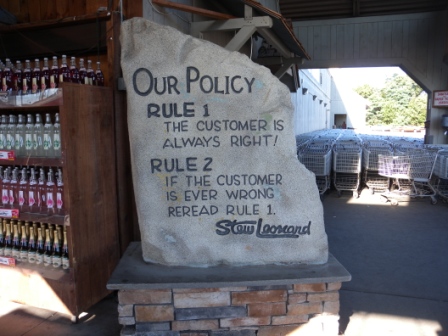 OUR POLICY
RULE 1
THE CUSTOMER IS
ALWAYS RIGHT!
RULE 2
IF THE CUSTOMER
IS EVER WRONG
REREAD RULE 1.
Stew Leonard